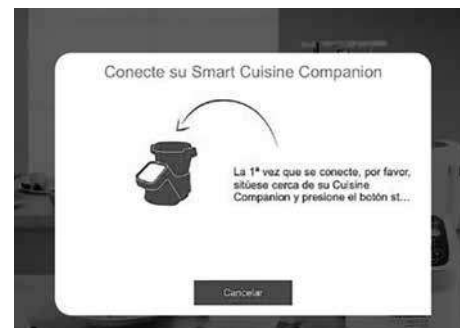 Conecte su Smart Cuisine Companion
La 1ª vez que se conecte, por favor,
sitúese cerca de su Cuisine
Companion y presione el botón st...
Cancelar